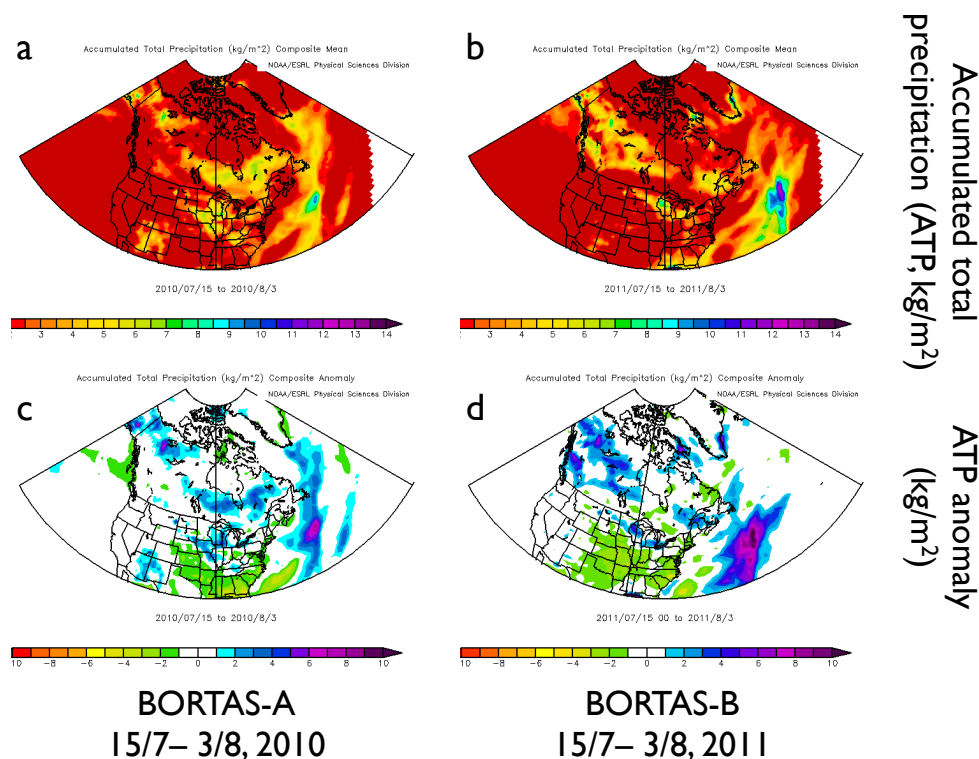 a
Accumulated Total Precipitation (kg/m^2) Composite Mean
NOAA/ESRL Physical Sciences Division
2010/07/15 to 2010/8/3
3 4 5 6 7 8 9 10 11 12 13 14
b
Accumulated Total Precipitation (kg/m^2) Composite Mean
NOAA/ESRL Physical Sciences Division
2011/07/15 to 2011/8/3
3 4 5 6 7 8 9 10 11 12 13 14
Accumulated total
precipitation (ATP, kg/m²)
c
Accumulated Total Precipitation (kg/m^2) Composite Anomaly
NOAA/ESRL Physical Sciences Division
2010/07/15 to 2010/8/3
10 −8 −6 −4 −2 0 2 4 6 8 10
d
Accumulated Total Precipitation (kg/m^2) Composite Anomaly
NOAA/ESRL Physical Sciences Division
2011/07/15 00 to 2011/8/3
10 −8 −6 −4 −2 0 2 4 6 8 10
ATP anomaly
(kg/m²)
BORTAS-A
15/7– 3/8, 2010
BORTAS-B
15/7– 3/8, 2011